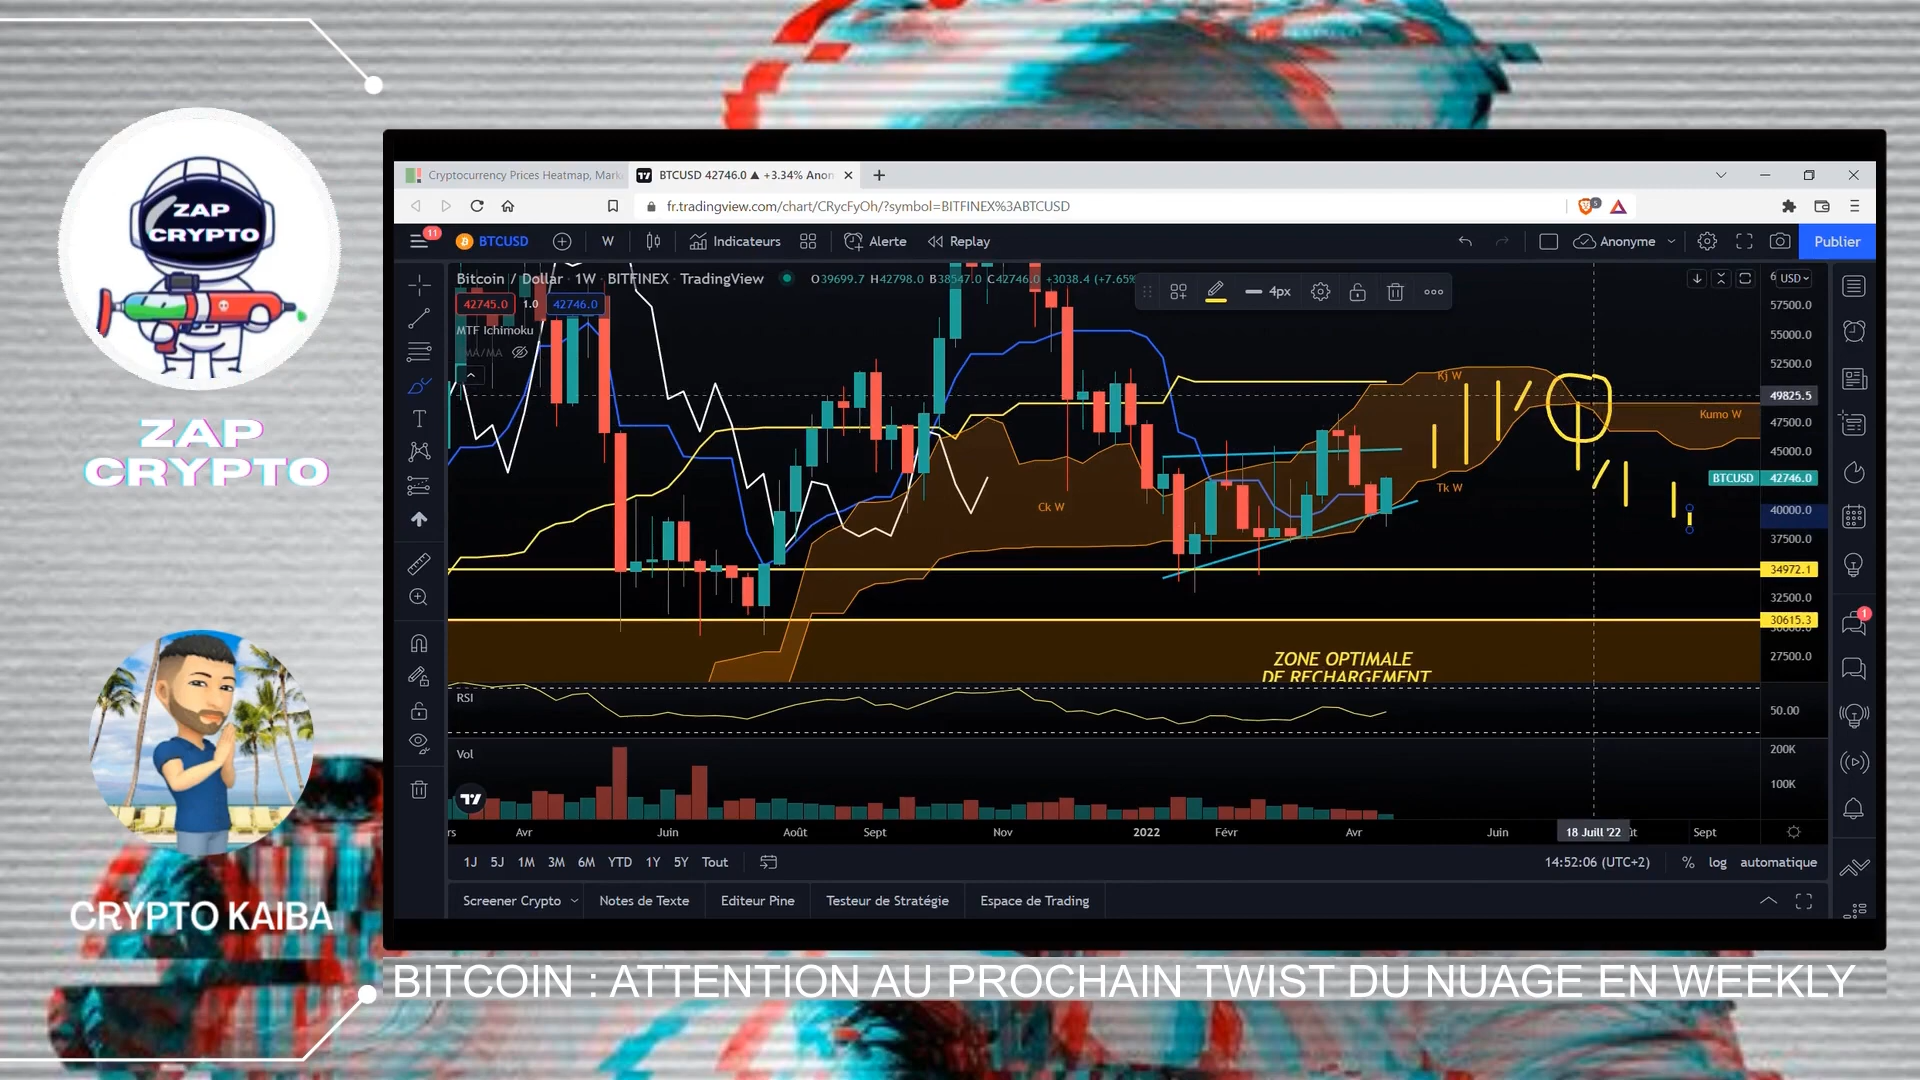 ZAP
CRYPTO
ZAP
CRYPTO
CRYPTO KAIBA
Cryptocurrency Prices Heatmap, Mark
BTCUSD 42746.0 ▲ +3.34% Anon
fr.tradingview.com/chart/CRycFyOh/?symbol=BITFINEX%3ABTCUSD
5
11
BTCUSD
W
Indicateurs
Alerte
Replay
Anonyme
Publier
Bitcoin / Dollar · 1W · BITFINEX · TradingView
O39699.7 H42798.0 B38547.0 C42746.0 +3038.4 (+7.65%
42745.0 1.0 42746.0
MTF Ichimoku
MA/MA
4px
USD
57500.0
55000.0
52500.0
49825.5
47500.0
45000.0
BTCUSD 42746.0
40000.0
37500.0
34972.1
32500.0
30615.3
27500.0
Kj W
Kumo W
Tk W
Ck W
ZONE OPTIMALE
DE RECHARGEMENT
RSI
50.00
Vol
200K
100K
rs Avr Juin Août Sept Nov 2022 Févr Avr Juin 18 Juill '22 Sept
1J 5J 1M 3M 6M YTD 1Y 5Y Tout
14:52:06 (UTC+2) % log automatique
Screener Crypto Notes de Texte Editeur Pine Testeur de Stratégie Espace de Trading
1
BITCOIN : ATTENTION AU PROCHAIN TWIST DU NUAGE EN WEEKLY